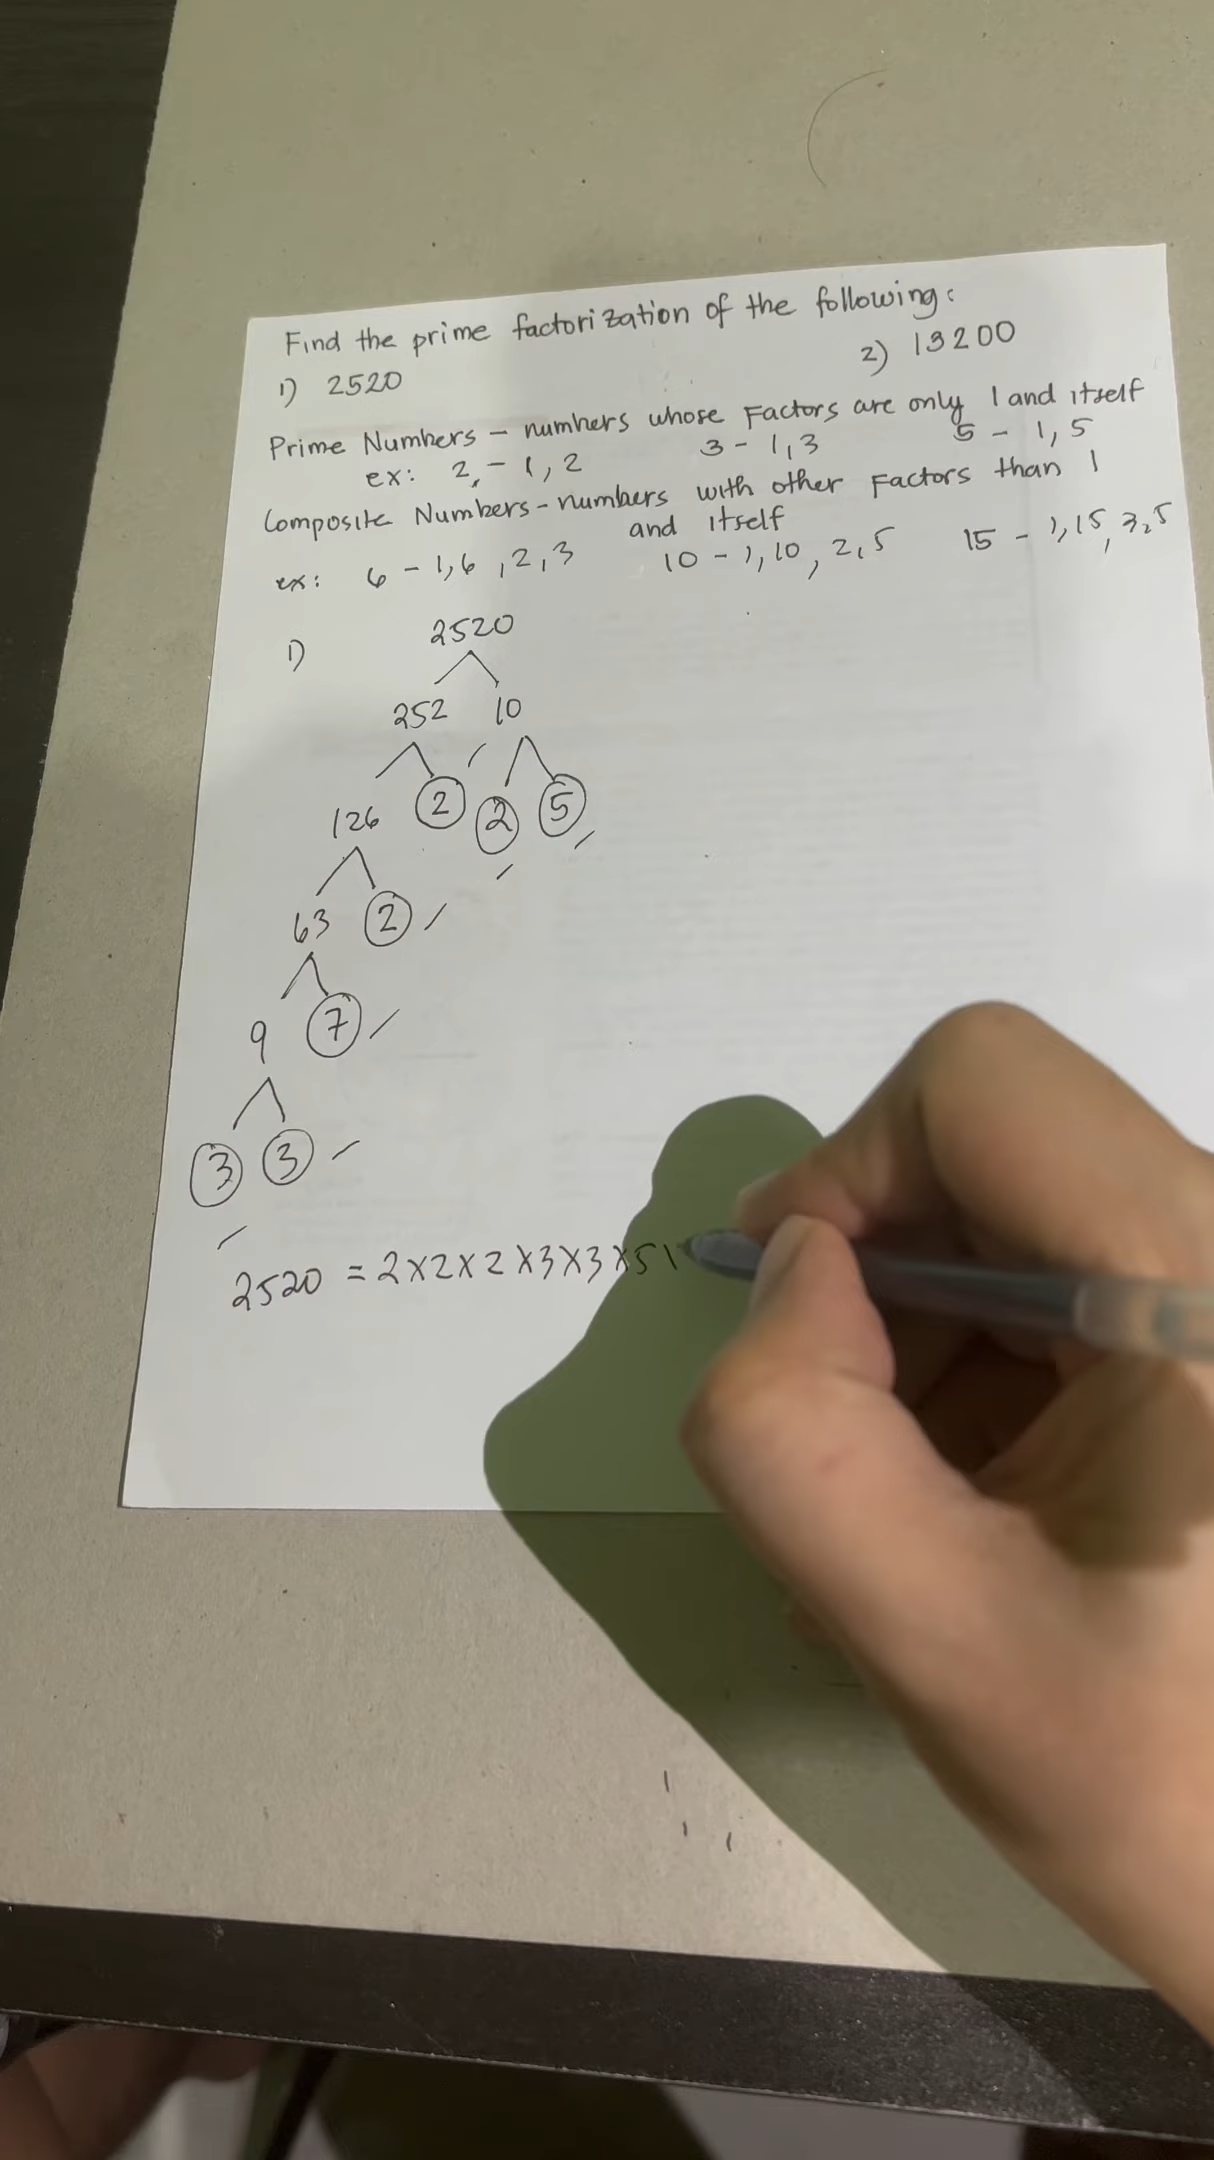 Find the prime factorization of the following:
1) 2520 2) 13200
Prime Numbers - numbers whose Factors are only 1 and itself
ex: 2 - 1, 2 3 - 1, 3 5 - 1, 5
Composite Numbers - numbers with other Factors than 1
and itself
ex: 6 - 1, 6, 2, 3 10 - 1, 10, 2, 5 15 - 1, 15, 3, 5
1) 2520
252 10
126 2 2 5
63 2
9 7
3 3
2520 = 2 x 2 x 2 x 3 x 3 x 5